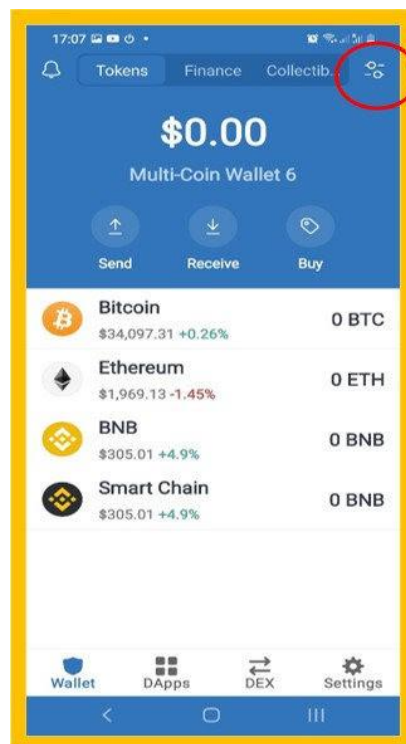 17:07
Tokens Finance Collectib...
$0.00
Multi-Coin Wallet 6
Send Receive Buy
Bitcoin
0 BTC
$34,097.31 +0.26%
Ethereum
0 ETH
$1,969.13 -1.45%
BNB
0 BNB
$305.01 +4.9%
Smart Chain
0 BNB
$305.01 +4.9%
Wallet DApps DEX Settings